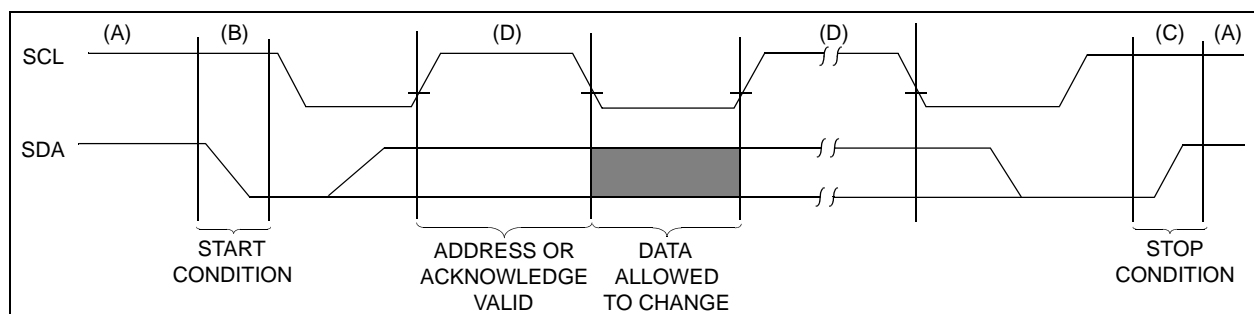 (A) (B) (D) (D) (C) (A)
SCL
SDA
START
CONDITION
ADDRESS OR
ACKNOWLEDGE
VALID
DATA
ALLOWED
TO CHANGE
STOP
CONDITION